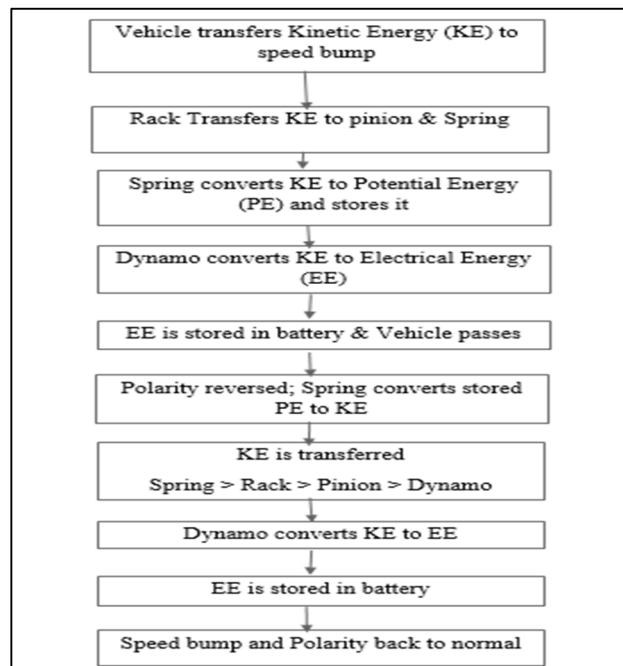 Vehicle transfers Kinetic Energy (KE) to
speed bump
Rack Transfers KE to pinion & Spring
Spring converts KE to Potential Energy
(PE) and stores it
Dynamo converts KE to Electrical Energy
(EE)
EE is stored in battery & Vehicle passes
Polarity reversed; Spring converts stored
PE to KE
KE is transferred
Spring > Rack > Pinion > Dynamo
Dynamo converts KE to EE
EE is stored in battery
Speed bump and Polarity back to normal